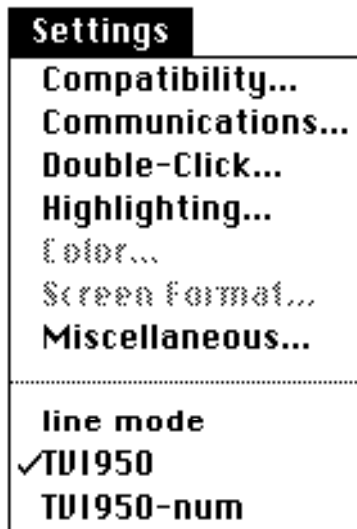 Settings
Compatibility...
Communications...
Double-Click...
Highlighting...
Color...
Screen Format...
Miscellaneous...
line mode
✓TVI950
TVI950-num